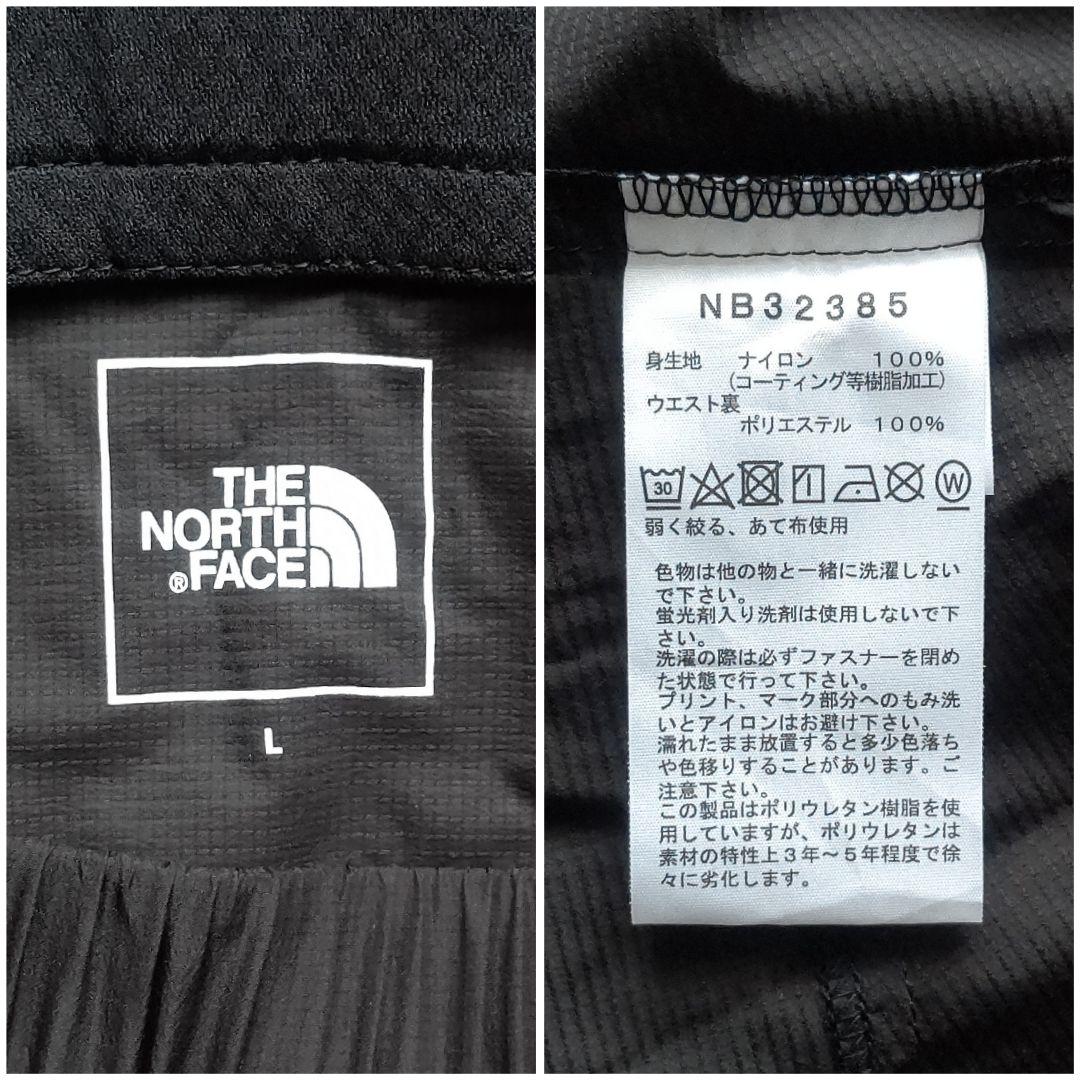 THE
NORTH
®FACE
L
NB32385
身生地 ナイロン 100%
(コーティング等樹脂加工)
ウエスト裏
ポリエステル 100%
30
W
弱く絞る、あて布使用
色物は他の物と一緒に洗濯しない
で下さい。
蛍光剤入り洗剤は使用しないで下
さい。
洗濯の際は必ずファスナーを閉め
た状態で行って下さい。
プリント、マーク部分へのもみ洗
いとアイロンはお避け下さい。
濡れたまま放置すると多少色落ち
や色移りすることがあります。ご
注意下さい。
この製品はポリウレタン樹脂を使
用していますが、ポリウレタンは
素材の特性上3年～5年程度で徐
々に劣化します。